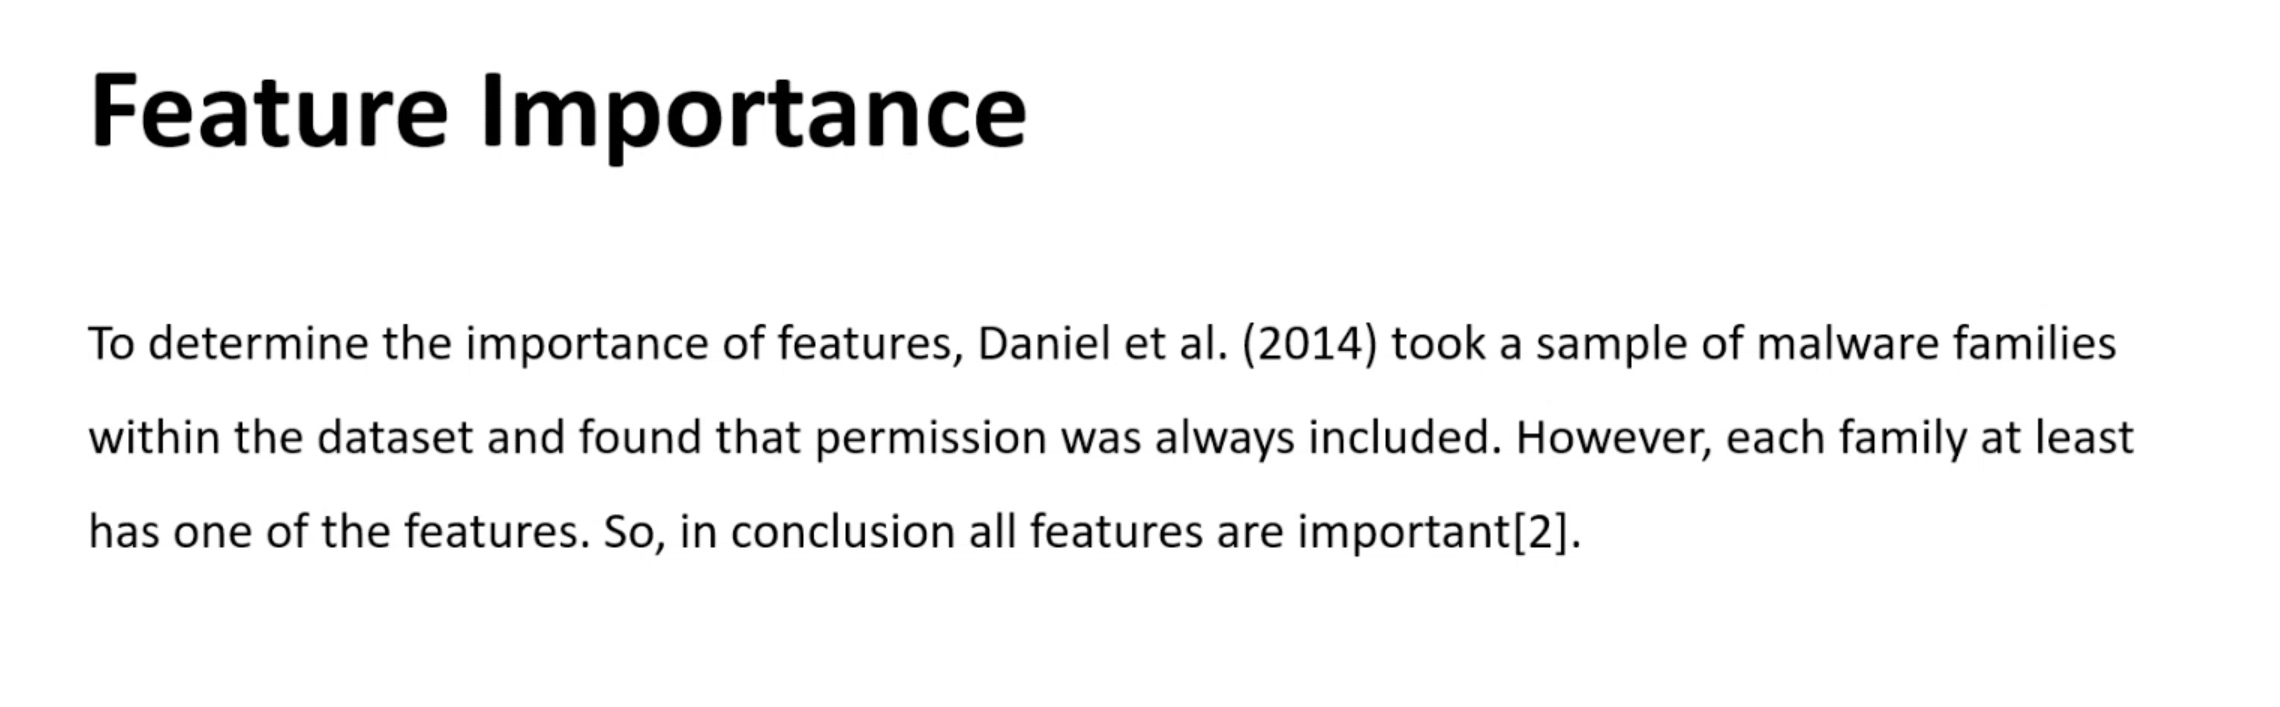 Feature Importance
To determine the importance of features, Daniel et al. (2014) took a sample of malware families
within the dataset and found that permission was always included. However, each family at least
has one of the features. So, in conclusion all features are important[2].